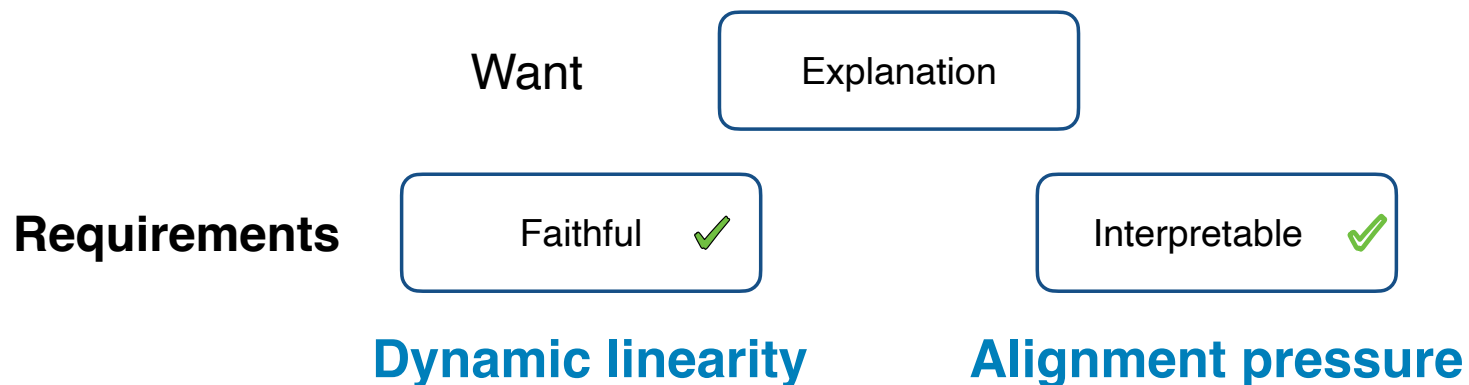 Want Explanation
Requirements Faithful Interpretable
Dynamic linearity Alignment pressure